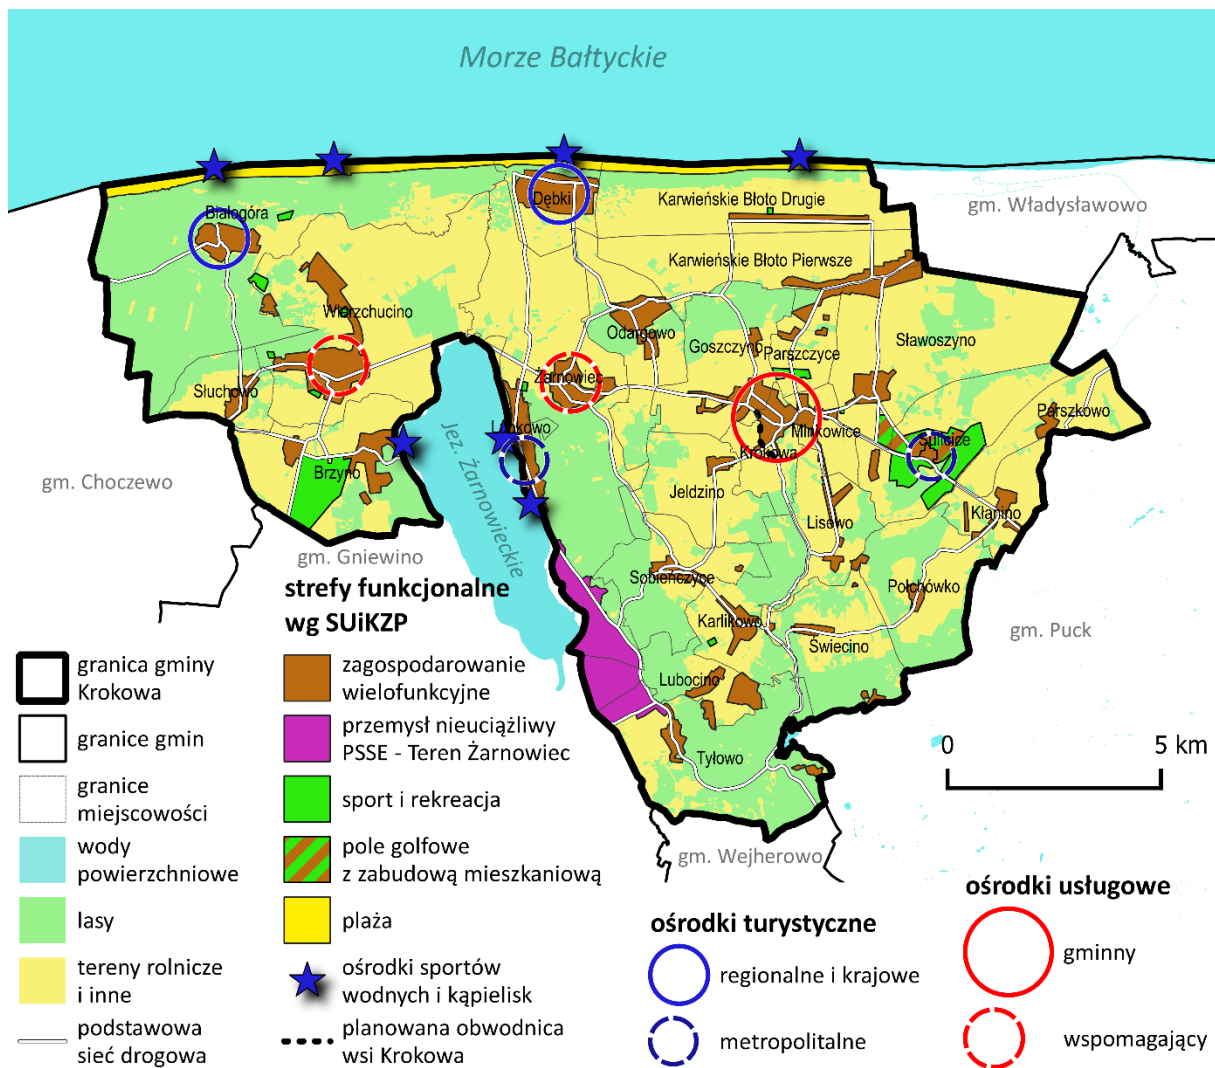 Morze Bałtyckie
gm. Władysławowo
Białogóra
Dębki
Karwieńskie Błoto Drugie
Karwieńskie Błoto Pierwsze
Wierzchucino
Odargowo
Goszczyno
Parszczyce
Sławoszyno
Słuchowo
Żarnowiec
Lubkowo
Minkowice
Krokowa
Parszkowo
Sulicice
Brzyno
Jeldzino
Lisewo
Kłanino
gm. Choczewo
Jez. Żarnowieckie
gm. Gniewino
Sobieńczyce
Połchówko
Karlikowo
Świecino
gm. Puck
Lubocino
Tyłowo
gm. Wejherowo
0 5 km
strefy funkcjonalne
wg SUiKZP
granica gminy
Krokowa
granice gmin
granice
miejscowości
wody
powierzchniowe
lasy
tereny rolnicze
i inne
podstawowa
sieć drogowa
zagospodarowanie
wielofunkcyjne
przemysł nieuciążliwy
PSSE - Teren Żarnowiec
sport i rekreacja
pole golfowe
z zabudową mieszkaniową
plaża
ośrodki sportów
wodnych i kąpielisk
planowana obwodnica
wsi Krokowa
ośrodki turystyczne
regionalne i krajowe
metropolitalne
ośrodki usługowe
gminny
wspomagający